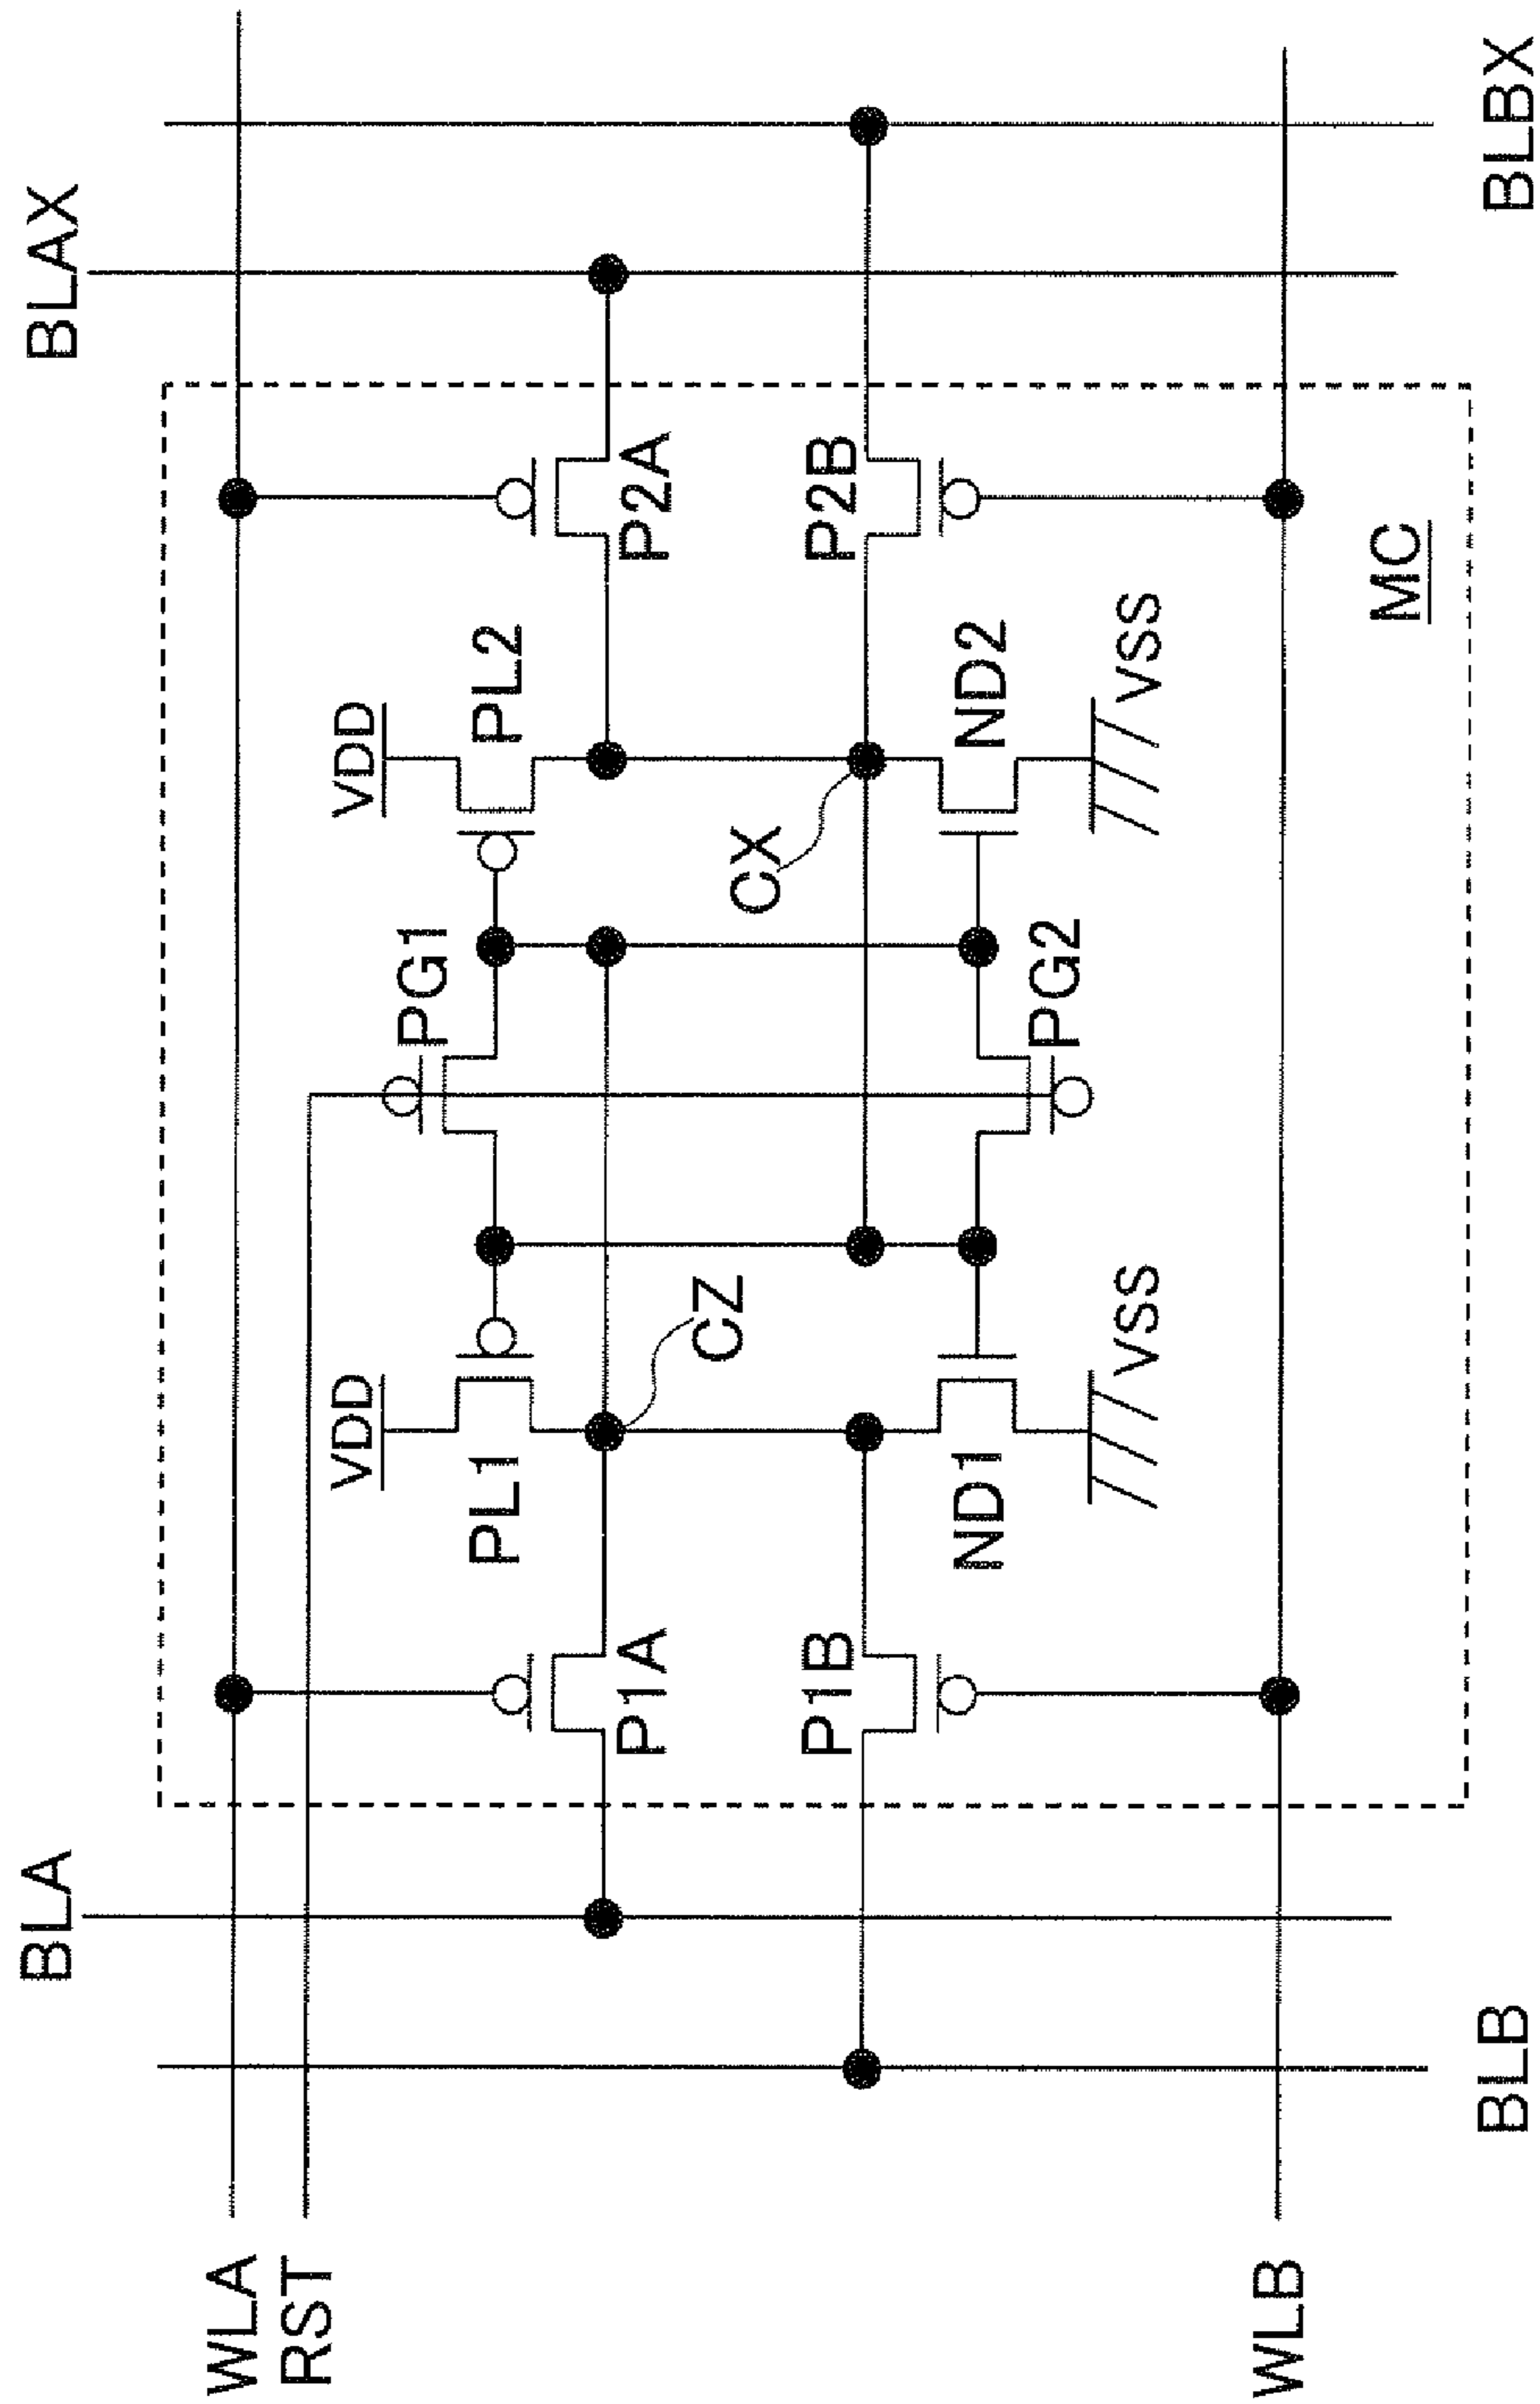 BLA
BLAX
WLA
RST
VDD
VDD
PG1
PL1
PL2
P1A
P2A
CZ
CX
P1B
P2B
ND1
ND2
PG2
VSS
VSS
WLB
MC
BLB
BLBX